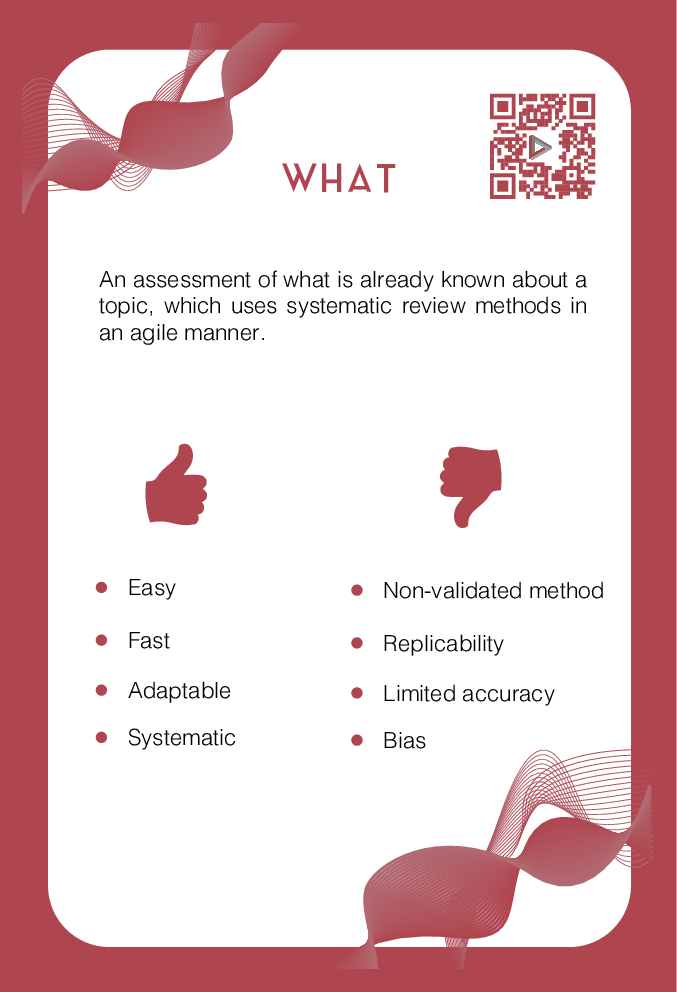 WHAT
An assessment of what is already known about a
topic, which uses systematic review methods in
an agile manner.
Easy
Fast
Adaptable
Systematic
Non-validated method
Replicability
Limited accuracy
Bias